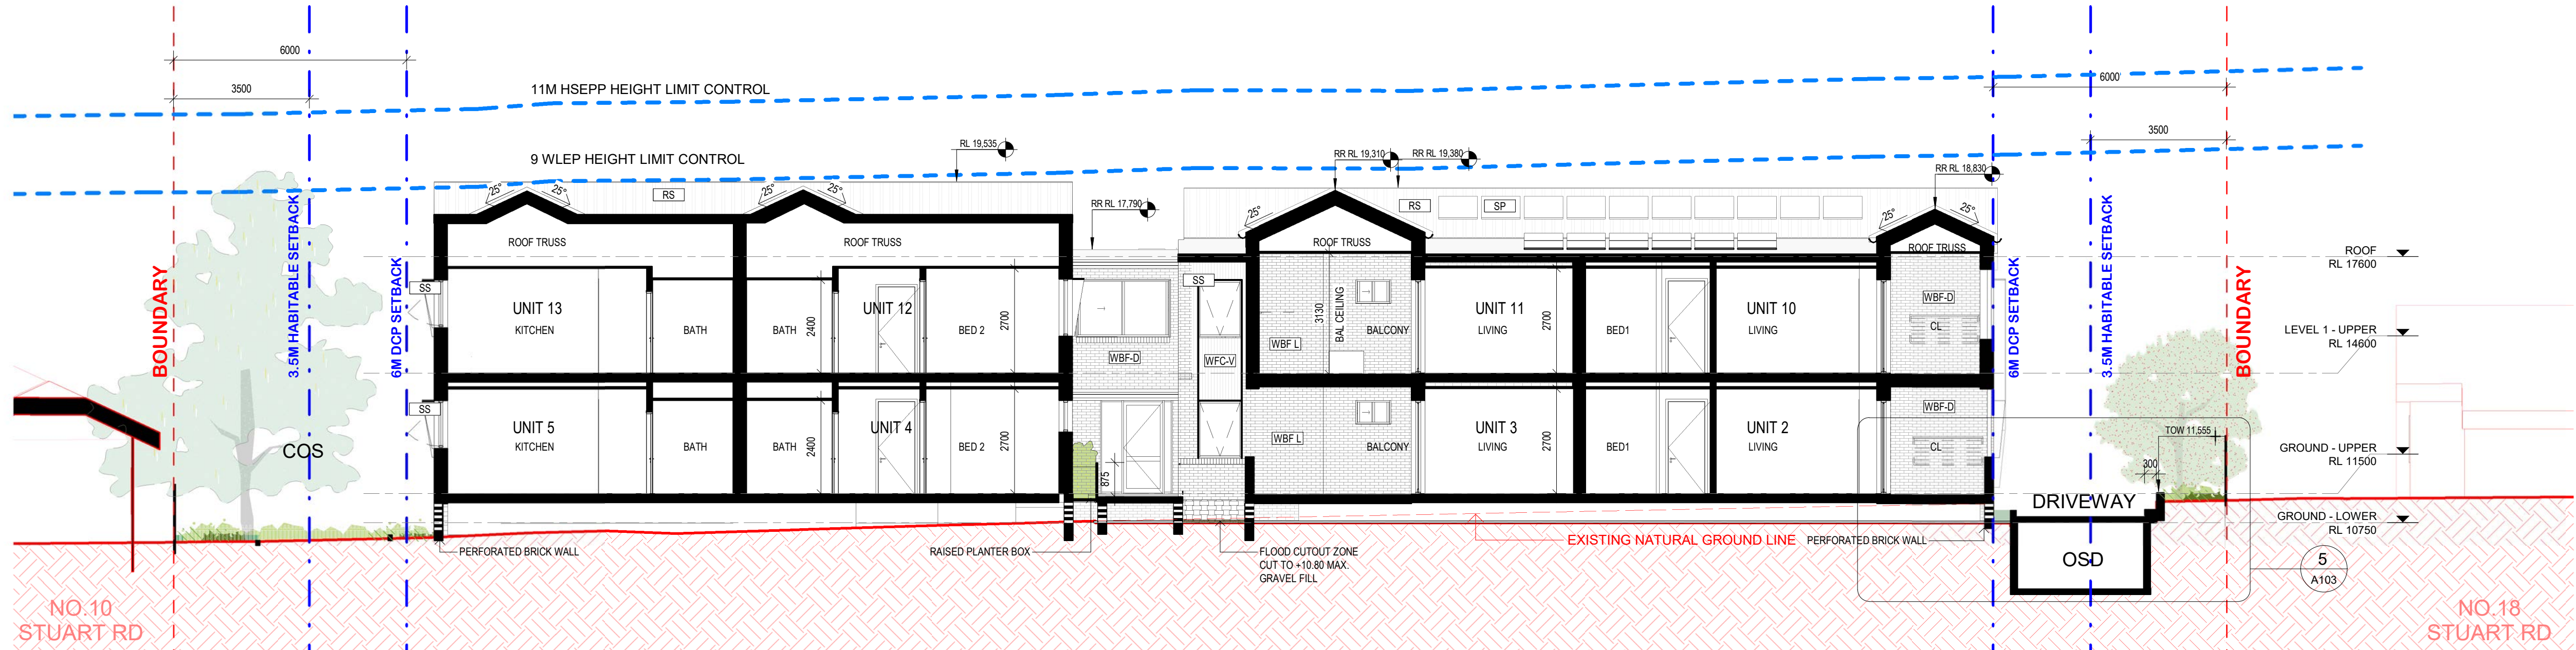 6000
3500
11M HSEPP HEIGHT LIMIT CONTROL
6000
3500
9 WLEP HEIGHT LIMIT CONTROL
RL 19,535
RR RL 19,310
RR RL 19,380
RR RL 18,830
RR RL 17,790
25°
25°
RS
25°
25°
25°
RS
SP
25°
25°
ROOF TRUSS
ROOF TRUSS
ROOF TRUSS
ROOF TRUSS
BOUNDARY
3.5M HABITABLE SETBACK
6M DCP SETBACK
SS
UNIT 13
KITCHEN
BATH
BATH
2400
UNIT 12
BED 2
2700
WBF-D
SS
WFC-V
WBF L
3130
BAL CEILING
BALCONY
UNIT 11
LIVING
2700
BED1
UNIT 10
LIVING
WBF-D
CL
6M DCP SETBACK
3.5M HABITABLE SETBACK
BOUNDARY
ROOF
RL 17600
LEVEL 1 - UPPER
RL 14600
GROUND - UPPER
RL 11500
GROUND - LOWER
RL 10750
COS
SS
UNIT 5
KITCHEN
BATH
BATH
2400
UNIT 4
BED 2
2700
875
WBF L
BALCONY
UNIT 3
LIVING
2700
BED1
UNIT 2
LIVING
WBF-D
CL
TOW 11,555
300
DRIVEWAY
OSD
PERFORATED BRICK WALL
RAISED PLANTER BOX
FLOOD CUTOUT ZONE
CUT TO +10.80 MAX.
GRAVEL FILL
EXISTING NATURAL GROUND LINE
PERFORATED BRICK WALL
5
A103
NO.10
STUART RD
NO.18
STUART RD